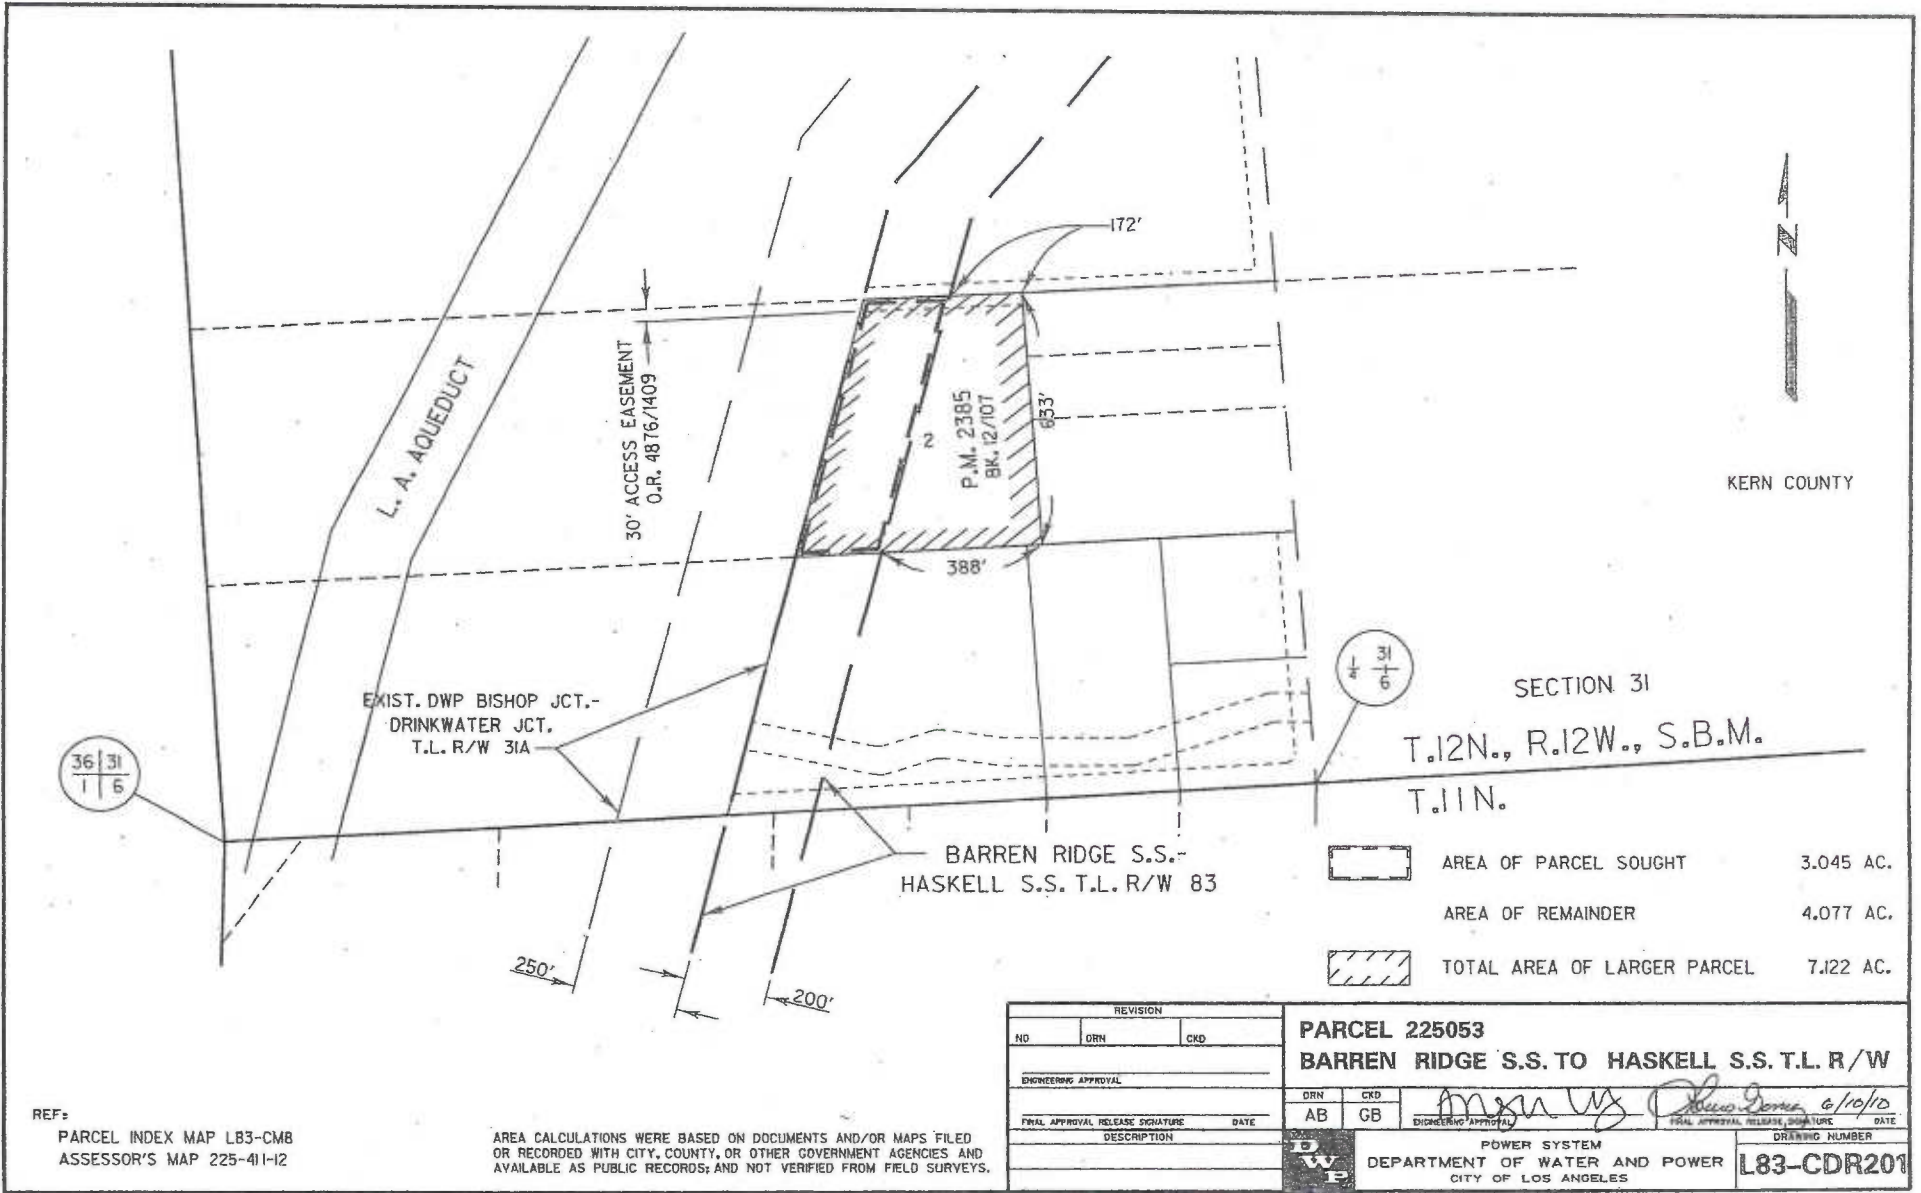 172'
30' ACCESS EASEMENT
O.R. 4876/1409
L. A. AQUEDUCT
P.M. 2385
BK. 12/107
2
633'
N
KERN COUNTY
388'
EXIST. DWP BISHOP JCT.-
DRINKWATER JCT.
T.L. R/W 31A
1/4 31
6
SECTION 31
T.12N., R.12W., S.B.M.
T.11N.
36 31
1 6
BARREN RIDGE S.S.-
HASKELL S.S. T.L. R/W 83
250'
200'
AREA OF PARCEL SOUGHT 3.045 AC.
AREA OF REMAINDER 4.077 AC.
TOTAL AREA OF LARGER PARCEL 7.122 AC.
REVISION
NO DRN CKD
ENGINEERING APPROVAL
FINAL APPROVAL RELEASE SIGNATURE DATE
DESCRIPTION
PARCEL 225053
BARREN RIDGE S.S. TO HASKELL S.S. T.L. R/W
DRN CKD
AB GB
ENGINEERING APPROVAL
6/10/10
FINAL APPROVAL RELEASE SIGNATURE DATE
DWP
POWER SYSTEM
DEPARTMENT OF WATER AND POWER
CITY OF LOS ANGELES
DRAWING NUMBER
L83-CDR201
REF:
PARCEL INDEX MAP L83-CM8
ASSESSOR'S MAP 225-411-12
AREA CALCULATIONS WERE BASED ON DOCUMENTS AND/OR MAPS FILED
OR RECORDED WITH CITY, COUNTY, OR OTHER GOVERNMENT AGENCIES AND
AVAILABLE AS PUBLIC RECORDS; AND NOT VERIFIED FROM FIELD SURVEYS.